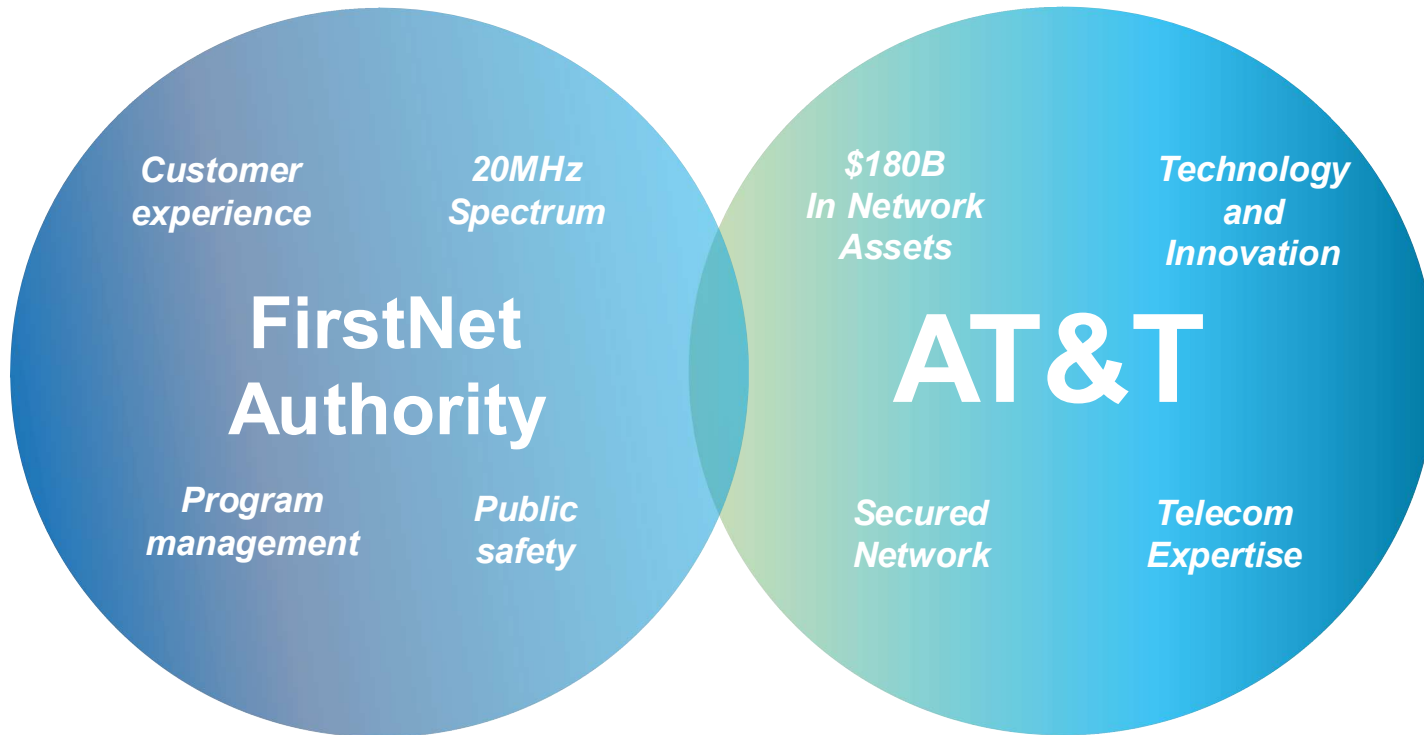 Customer
experience
20MHz
Spectrum
FirstNet
Authority
Program
management
Public
safety
$180B
In Network
Assets
Technology
and
Innovation
AT&T
Secured
Network
Telecom
Expertise